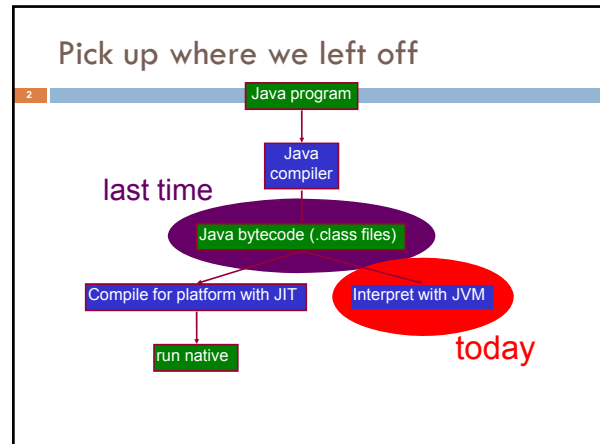 Pick up where we left off
2
Java program
Java
compiler
last time
Java bytecode (.class files)
Compile for platform with JIT
Interpret with JVM
today
run native